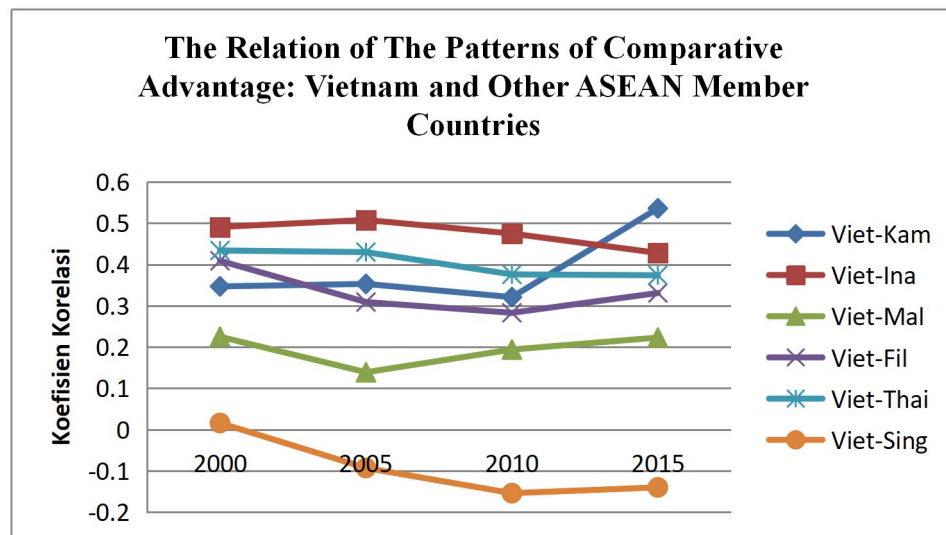 The Relation of The Patterns of Comparative
Advantage: Vietnam and Other ASEAN Member
Countries
Koefisien Korelasi
0.6
0.5
0.4
0.3
0.2
0.1
0
-0.1
-0.2
2000 2005 2010 2015
Viet-Kam
Viet-Ina
Viet-Mal
Viet-Fil
Viet-Thai
Viet-Sing